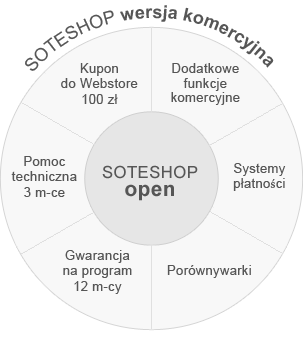 SOTESHOP wersja komercyjna
Kupon
do Webstore
100 zł
Dodatkowe
funkcje
komercyjne
Pomoc
techniczna
3 m-ce
SOTESHOP
open
Systemy
płatności
Gwarancja
na program
12 m-cy
Porównywarki